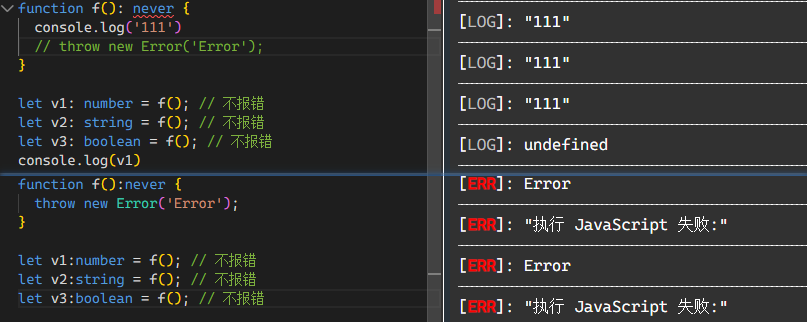 function f(): never {
  console.log('111')
  // throw new Error('Error');
}
let v1: number = f(); // 不报错
let v2: string = f(); // 不报错
let v3: boolean = f(); // 不报错
console.log(v1)
function f():never {
  throw new Error('Error');
}
let v1:number = f(); // 不报错
let v2:string = f(); // 不报错
let v3:boolean = f(); // 不报错
[LOG]: "111"
[LOG]: "111"
[LOG]: "111"
[LOG]: undefined
[ERR]: Error
[ERR]: "执行 JavaScript 失败:"
[ERR]: Error
[ERR]: "执行 JavaScript 失败:"